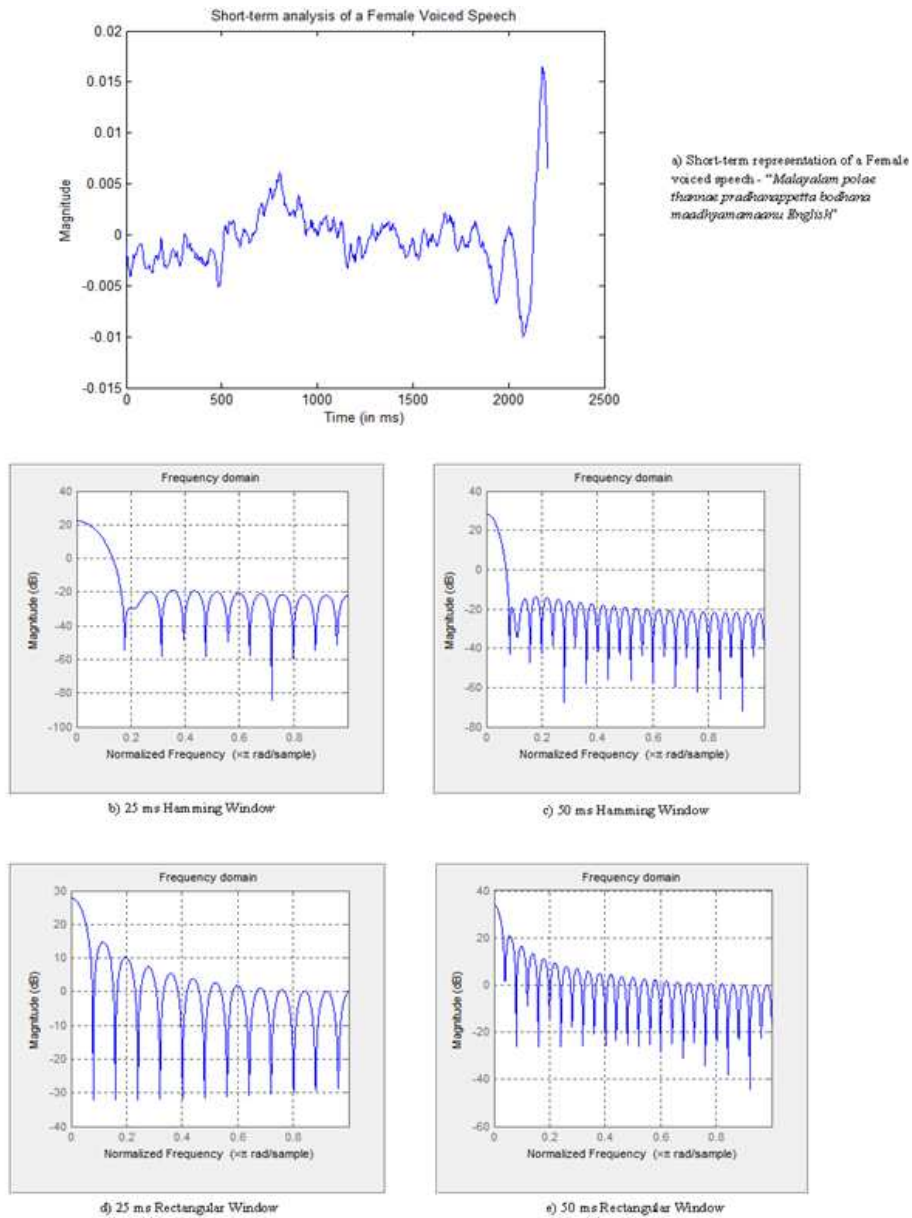 Short-term analysis of a Female Voiced Speech
0.02
0.015
0.01
0.005
0
-0.005
-0.01
-0.015
Magnitude
0
500
1000
1500
2000
2500
Time (in ms)
a) Short-term representation of a Female
voiced speech - "Malayalam polae
thannae pradhanappetta bodhana
maadhyamamaanu English"
Frequency domain
40
20
0
-20
-40
-60
-80
-100
Magnitude (dB)
0
0.2
0.4
0.6
0.8
Normalized Frequency (×π rad/sample)
b) 25 ms Hamming Window
Frequency domain
40
20
0
-20
-40
-60
-80
Magnitude (dB)
0
0.2
0.4
0.6
0.8
Normalized Frequency (×π rad/sample)
c) 50 ms Hamming Window
Frequency domain
30
20
10
0
-10
-20
-30
-40
Magnitude (dB)
0
0.2
0.4
0.6
0.8
Normalized Frequency (×π rad/sample)
d) 25 ms Rectangular Window
Frequency domain
40
20
0
-20
-40
-60
Magnitude (dB)
0
0.2
0.4
0.6
0.8
Normalized Frequency (×π rad/sample)
e) 50 ms Rectangular Window